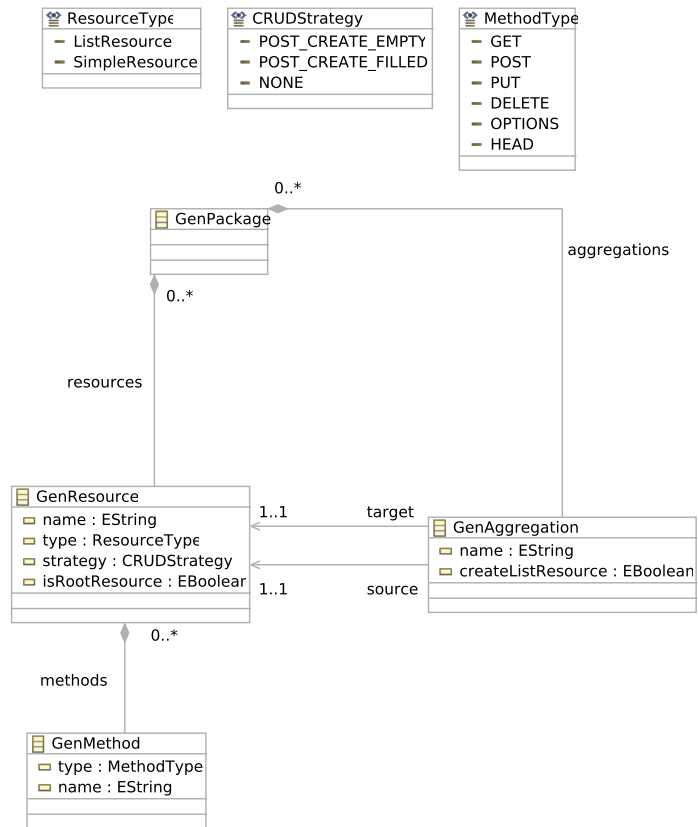 ResourceType
ListResource
SimpleResource
CRUDStrategy
POST_CREATE_EMPTY
POST_CREATE_FILLED
NONE
MethodType
GET
POST
PUT
DELETE
OPTIONS
HEAD
0..*
GenPackage
aggregations
0..*
resources
GenResource
name : EString
type : ResourceType
strategy : CRUDStrategy
isRootResource : EBoolean
1..1 target
1..1 source
GenAggregation
name : EString
createListResource : EBoolean
0..*
methods
GenMethod
type : MethodType
name : EString